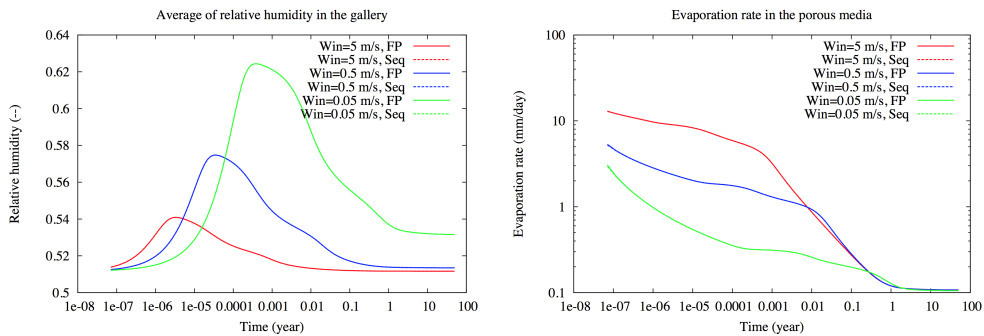 Average of relative humidity in the gallery
0.64
0.62
0.6
0.58
0.56
0.54
0.52
0.5
Relative humidity (--)
Win=5 m/s, FP
Win=5 m/s, Seq
Win=0.5 m/s, FP
Win=0.5 m/s, Seq
Win=0.05 m/s, FP
Win=0.05 m/s, Seq
1e-08 1e-07 1e-06 1e-05 0.0001 0.001 0.01 0.1 1 10 100
Time (year)
Evaporation rate in the porous media
100
10
1
0.1
Evaporation rate (mm/day)
Win=5 m/s, FP
Win=5 m/s, Seq
Win=0.5 m/s, FP
Win=0.5 m/s, Seq
Win=0.05 m/s, FP
Win=0.05 m/s, Seq
1e-08 1e-07 1e-06 1e-05 0.0001 0.001 0.01 0.1 1 10 100
Time (year)